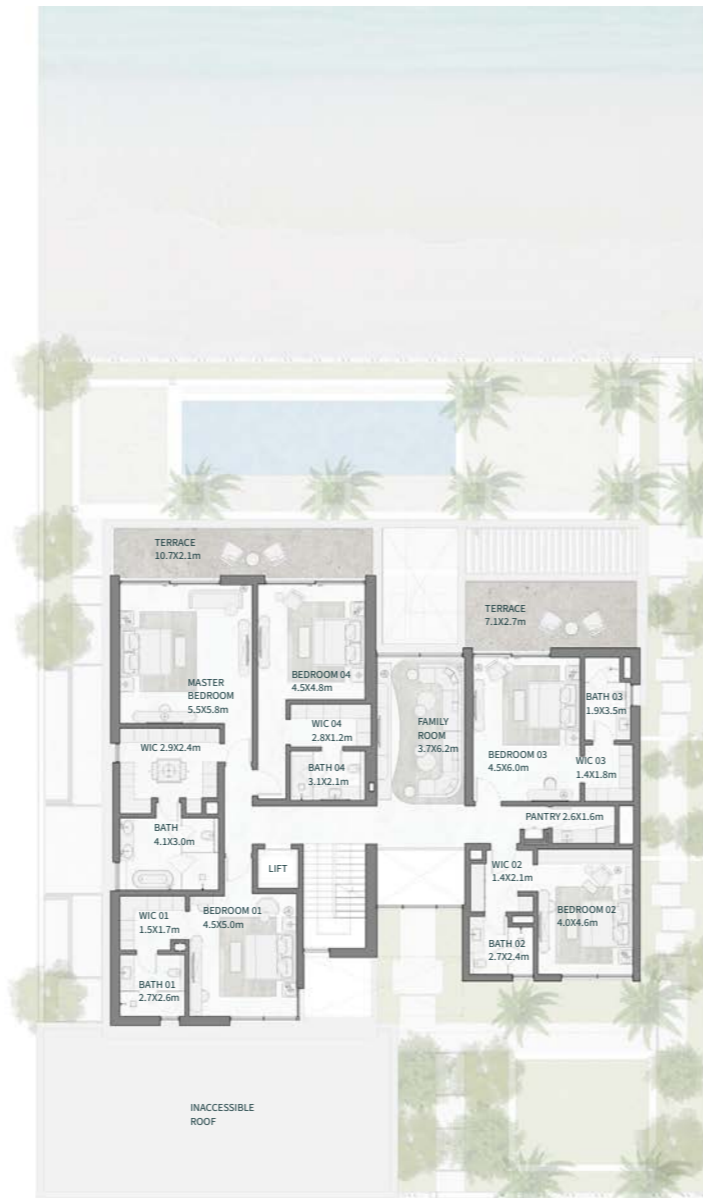 TERRACE
10.7X2.1m
TERRACE
7.1X2.7m
MASTER
BEDROOM
5.5X5.8m
BEDROOM 04
4.5X4.8m
BATH 03
1.9X3.5m
WIC 04
2.8X1.2m
FAMILY
ROOM
3.7X6.2m
BEDROOM 03
4.5X6.0m
WIC 2.9X2.4m
BATH 04
3.1X2.1m
WIC 03
1.4X1.8m
PANTRY 2.6X1.6m
BATH
4.1X3.0m
LIFT
WIC 02
1.4X2.1m
WIC 01
1.5X1.7m
BEDROOM 01
4.5X5.0m
BEDROOM 02
4.0X4.6m
BATH 02
2.7X2.4m
BATH 01
2.7X2.6m
INACCESSIBLE
ROOF